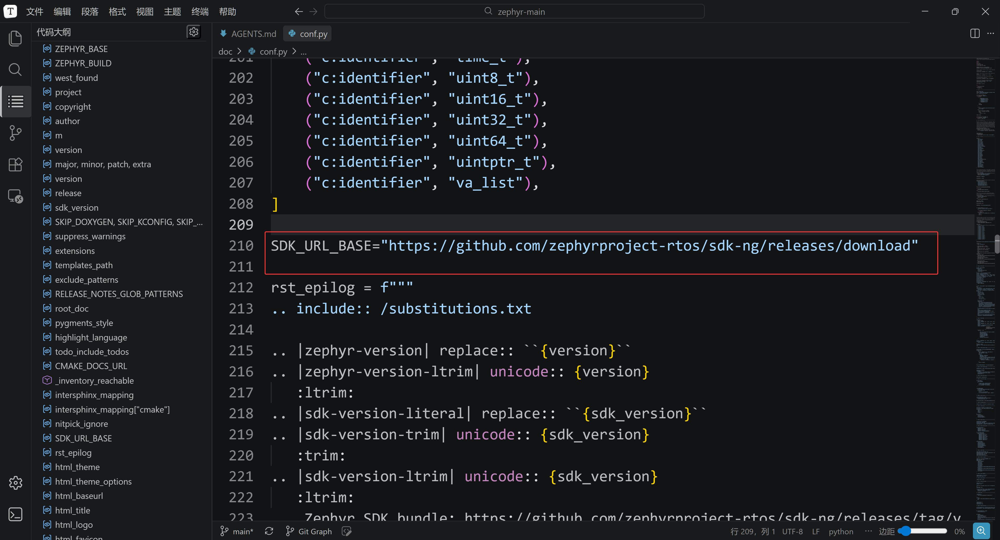 T 文件 编辑 段落 格式 视图 主题 终端 帮助 zephyr-main
代码大纲
ZEPHYR_BASE
ZEPHYR_BUILD
west_found
project
copyright
author
m
version
major, minor, patch, extra
version
release
sdk_version
SKIP_DOXYGEN, SKIP_KCONFIG, SKIP_...
suppress_warnings
extensions
templates_path
exclude_patterns
RELEASE_NOTES_GLOB_PATTERNS
root_doc
pygments_style
highlight_language
todo_include_todos
CMAKE_DOCS_URL
_inventory_reachable
intersphinx_mapping
intersphinx_mapping["cmake"]
nitpick_ignore
SDK_URL_BASE
rst_epilog
html_theme
html_theme_options
html_baseurl
html_title
html_logo
html_favicon
AGENTS.md conf.py
doc > conf.py > ...
201 ("c:identifier", "time_t"),
202 ("c:identifier", "uint8_t"),
203 ("c:identifier", "uint16_t"),
204 ("c:identifier", "uint32_t"),
205 ("c:identifier", "uint64_t"),
206 ("c:identifier", "uintptr_t"),
207 ("c:identifier", "va_list"),
208 ]
209
210 SDK_URL_BASE="https://github.com/zephyrproject-rtos/sdk-ng/releases/download"
211
212 rst_epilog = f"""
213 .. include:: /substitutions.txt
214
215 .. |zephyr-version| replace:: ``{version}``
216 .. |zephyr-version-ltrim| unicode:: {version}
217 :ltrim:
218 .. |sdk-version-literal| replace:: ``{sdk_version}``
219 .. |sdk-version-trim| unicode:: {sdk_version}
220 :trim:
221 .. |sdk-version-ltrim| unicode:: {sdk_version}
222 :ltrim:
223 Zephyr SDK bundle: https://github.com/zephyrproject-rtos/sdk-ng/releases/tag/v
main* Git Graph 行 209，列 1 UTF-8 LF python ... 边距 0%